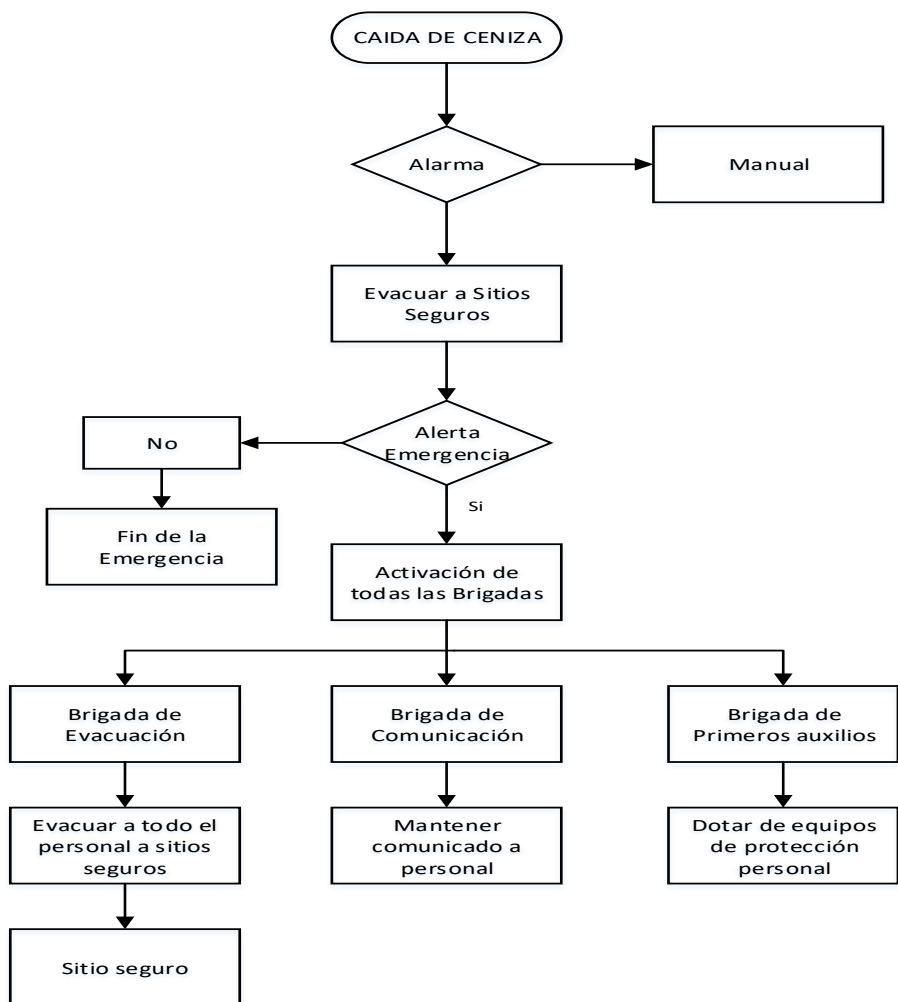 CAIDA DE CENIZA
Alarma
Manual
Evacuar a Sitios
Seguros
Alerta
Emergencia
No
Si
Fin de la
Emergencia
Activación de
todas las Brigadas
Brigada de
Evacuación
Brigada de
Comunicación
Brigada de
Primeros auxilios
Evacuar a todo el
personal a sitios
seguros
Mantener
comunicado a
personal
Dotar de equipos
de protección
personal
Sitio seguro